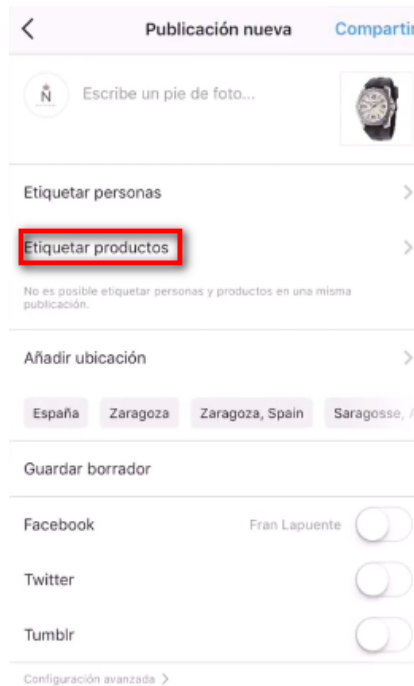 Publicación nueva
Compartir
Ñ
Escribe un pie de foto...
Etiquetar personas
Etiquetar productos
No es posible etiquetar personas y productos en una misma
publicación.
Añadir ubicación
España Zaragoza Zaragoza, Spain Saragosse,
Guardar borrador
Facebook Fran Lapuente
Twitter
Tumblr
Configuración avanzada